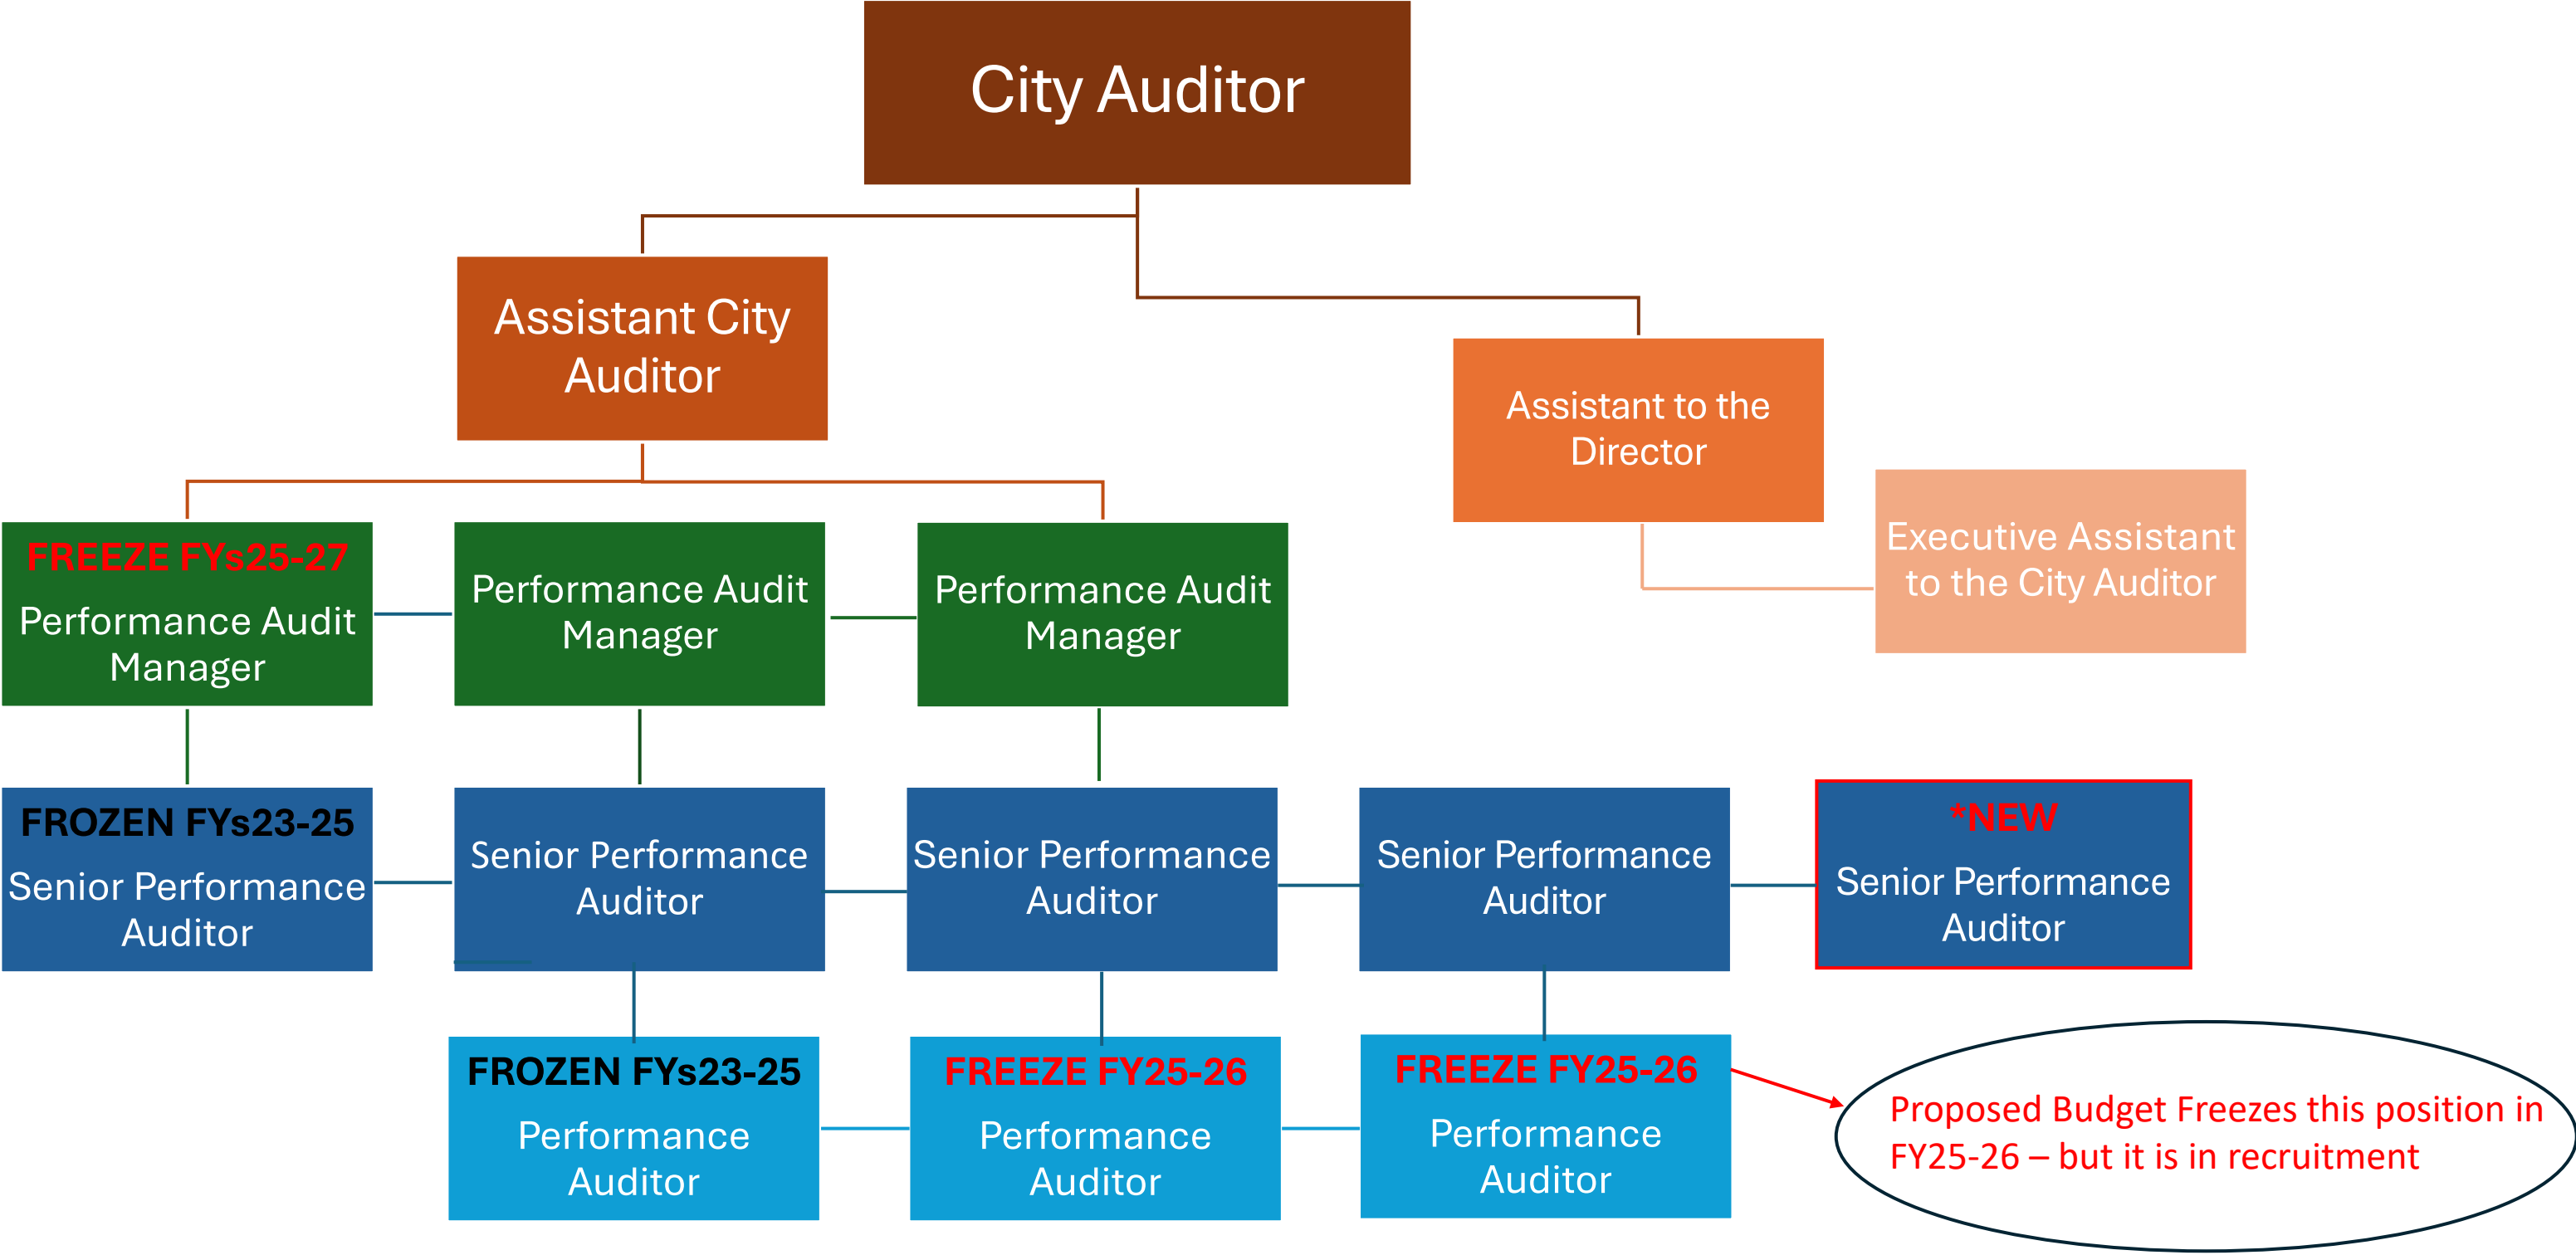 City Auditor
Assistant City
Auditor
Assistant to the
Director
Executive Assistant
to the City Auditor
FREEZE FYs25-27
Performance Audit
Manager
Performance Audit
Manager
Performance Audit
Manager
FROZEN FYs23-25
Senior Performance
Auditor
Senior Performance
Auditor
Senior Performance
Auditor
Senior Performance
Auditor
*NEW
Senior Performance
Auditor
FROZEN FYs23-25
Performance
Auditor
FREEZE FY25-26
Performance
Auditor
FREEZE FY25-26
Performance
Auditor
Proposed Budget Freezes this position in
FY25-26 – but it is in recruitment